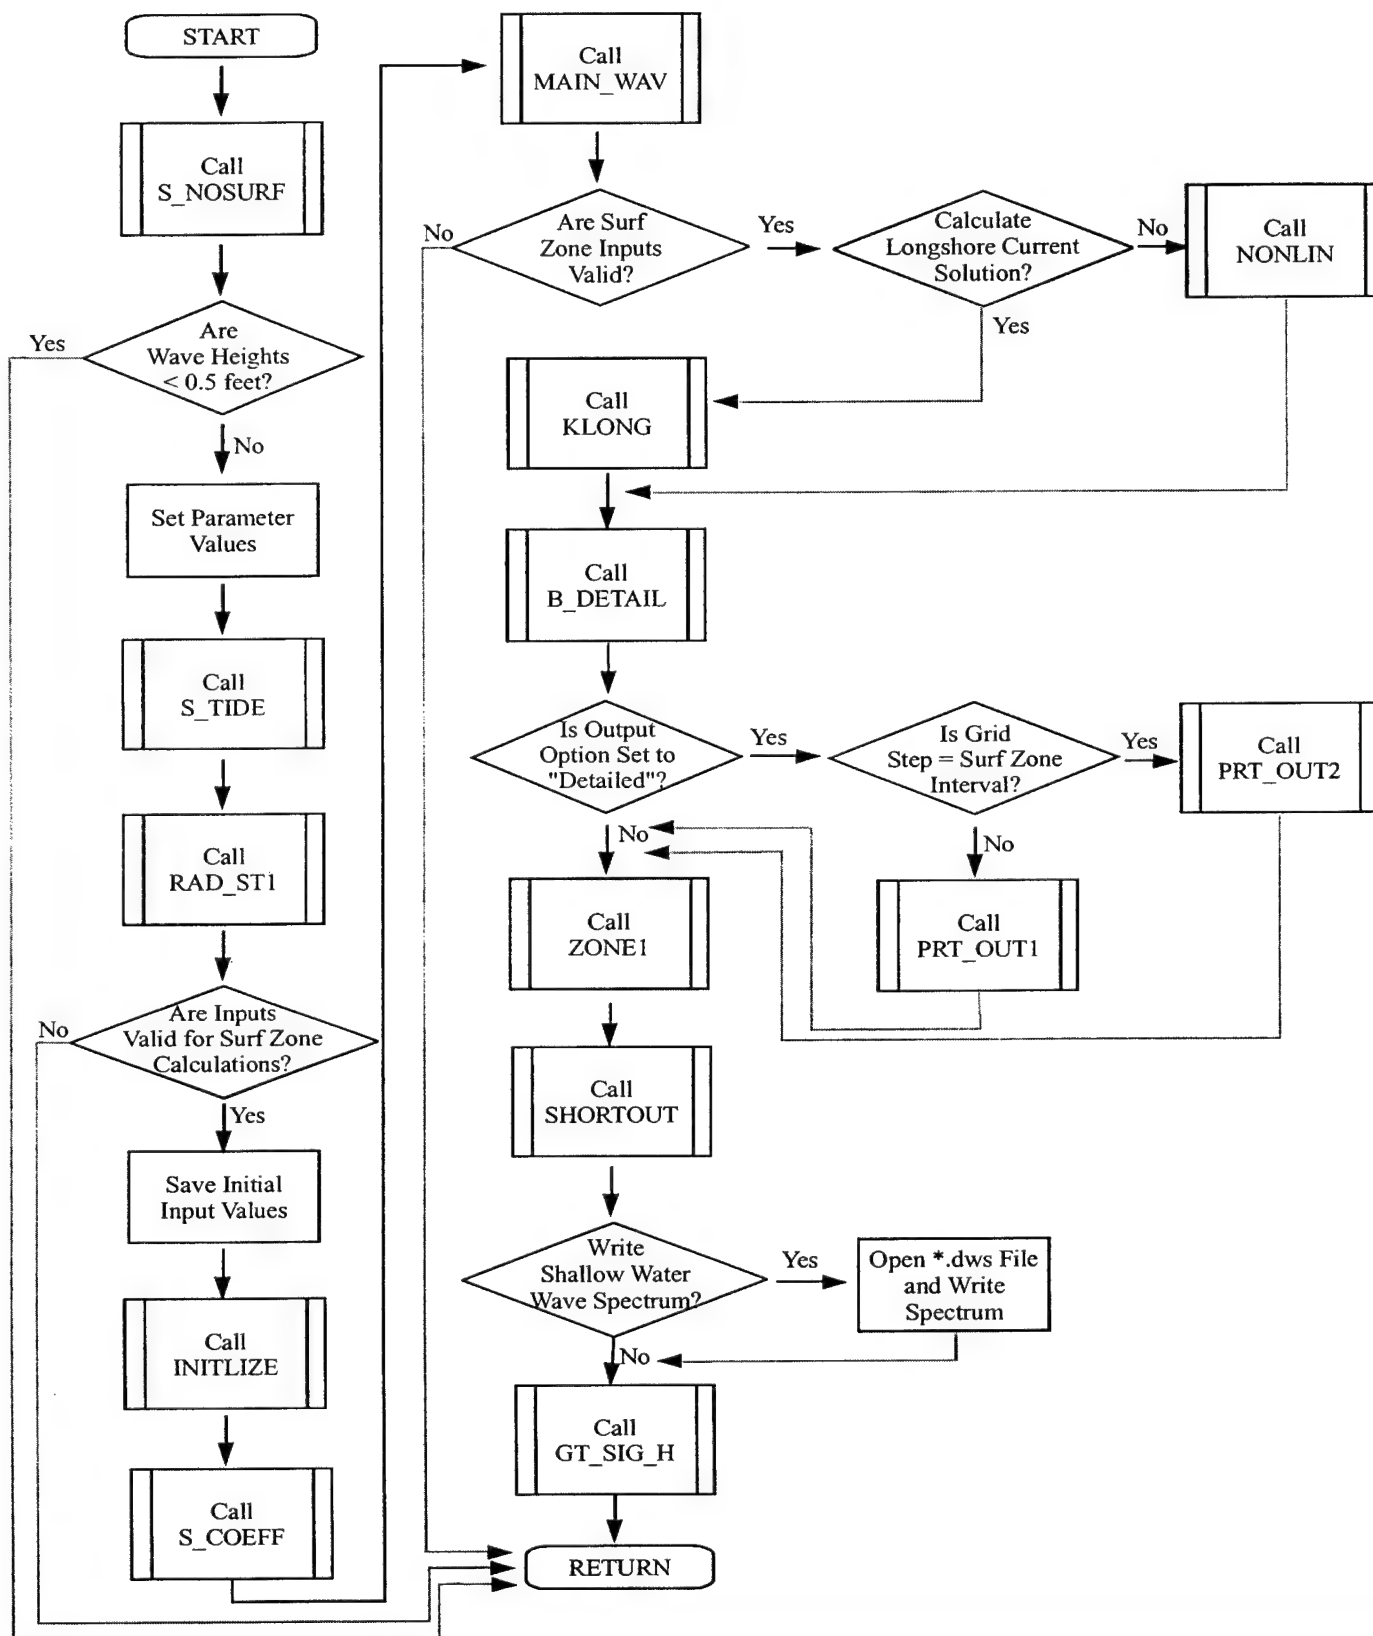 START
Call
S_NOSURF
Yes
Are
Wave Heights
< 0.5 feet?
No
Set Parameter
Values
Call
S_TIDE
Call
RAD_ST1
No
Are Inputs
Valid for Surf Zone
Calculations?
Yes
Save Initial
Input Values
Call
INITLIZE
Call
S_COEFF
Call
MAIN_WAV
No
Are Surf
Zone Inputs
Valid?
Yes
Calculate
Longshore Current
Solution?
No
Call
NONLIN
Yes
Call
KLONG
Call
B_DETAIL
Is Output
Option Set to
"Detailed"?
Yes
Is Grid
Step = Surf Zone
Interval?
Yes
Call
PRT_OUT2
No
No
Call
PRT_OUT1
Call
ZONE1
Call
SHORTOUT
Write
Shallow Water
Wave Spectrum?
Yes
Open *.dws File
and Write
Spectrum
No
Call
GT_SIG_H
RETURN